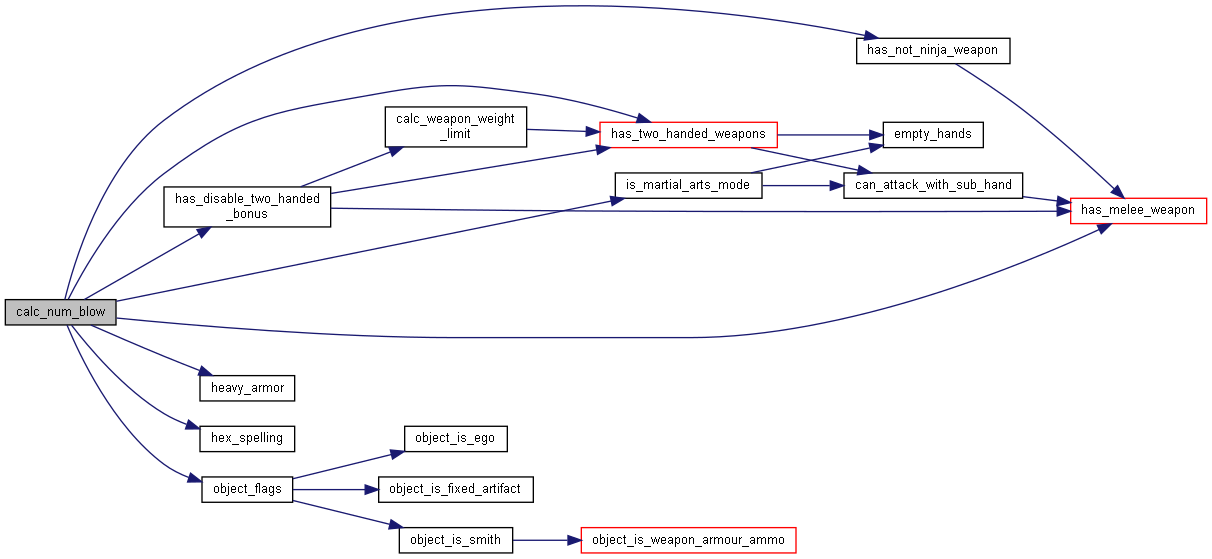 has_not_ninja_weapon
calc_weapon_weight
_limit
has_two_handed_weapons
empty_hands
is_martial_arts_mode
can_attack_with_sub_hand
has_disable_two_handed
_bonus
has_melee_weapon
calc_num_blow
heavy_armor
hex_spelling
object_is_ego
object_flags
object_is_fixed_artifact
object_is_smith
object_is_weapon_armour_ammo